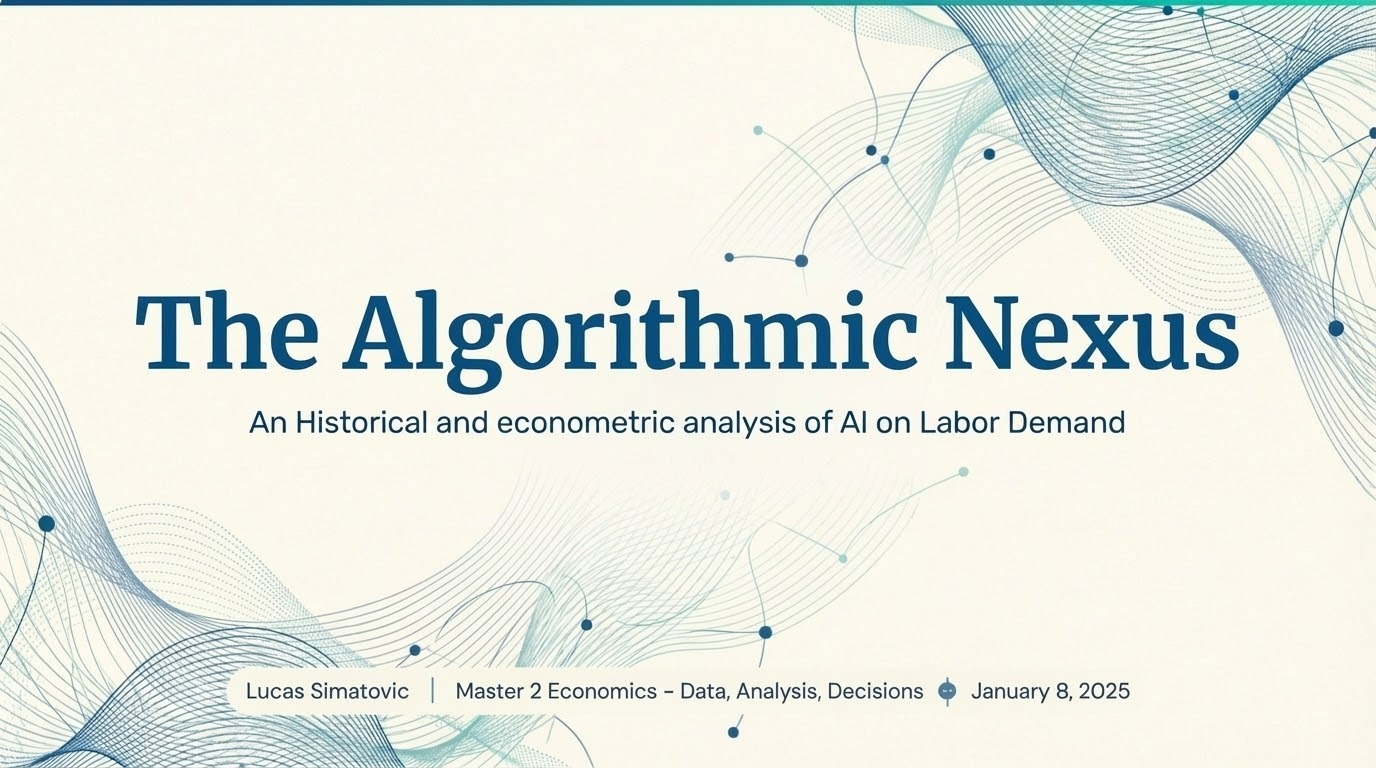 The Algorithmic Nexus
An Historical and econometric analysis of AI on Labor Demand
Lucas Simatovic | Master 2 Economics – Data, Analysis, Decisions | January 8, 2025